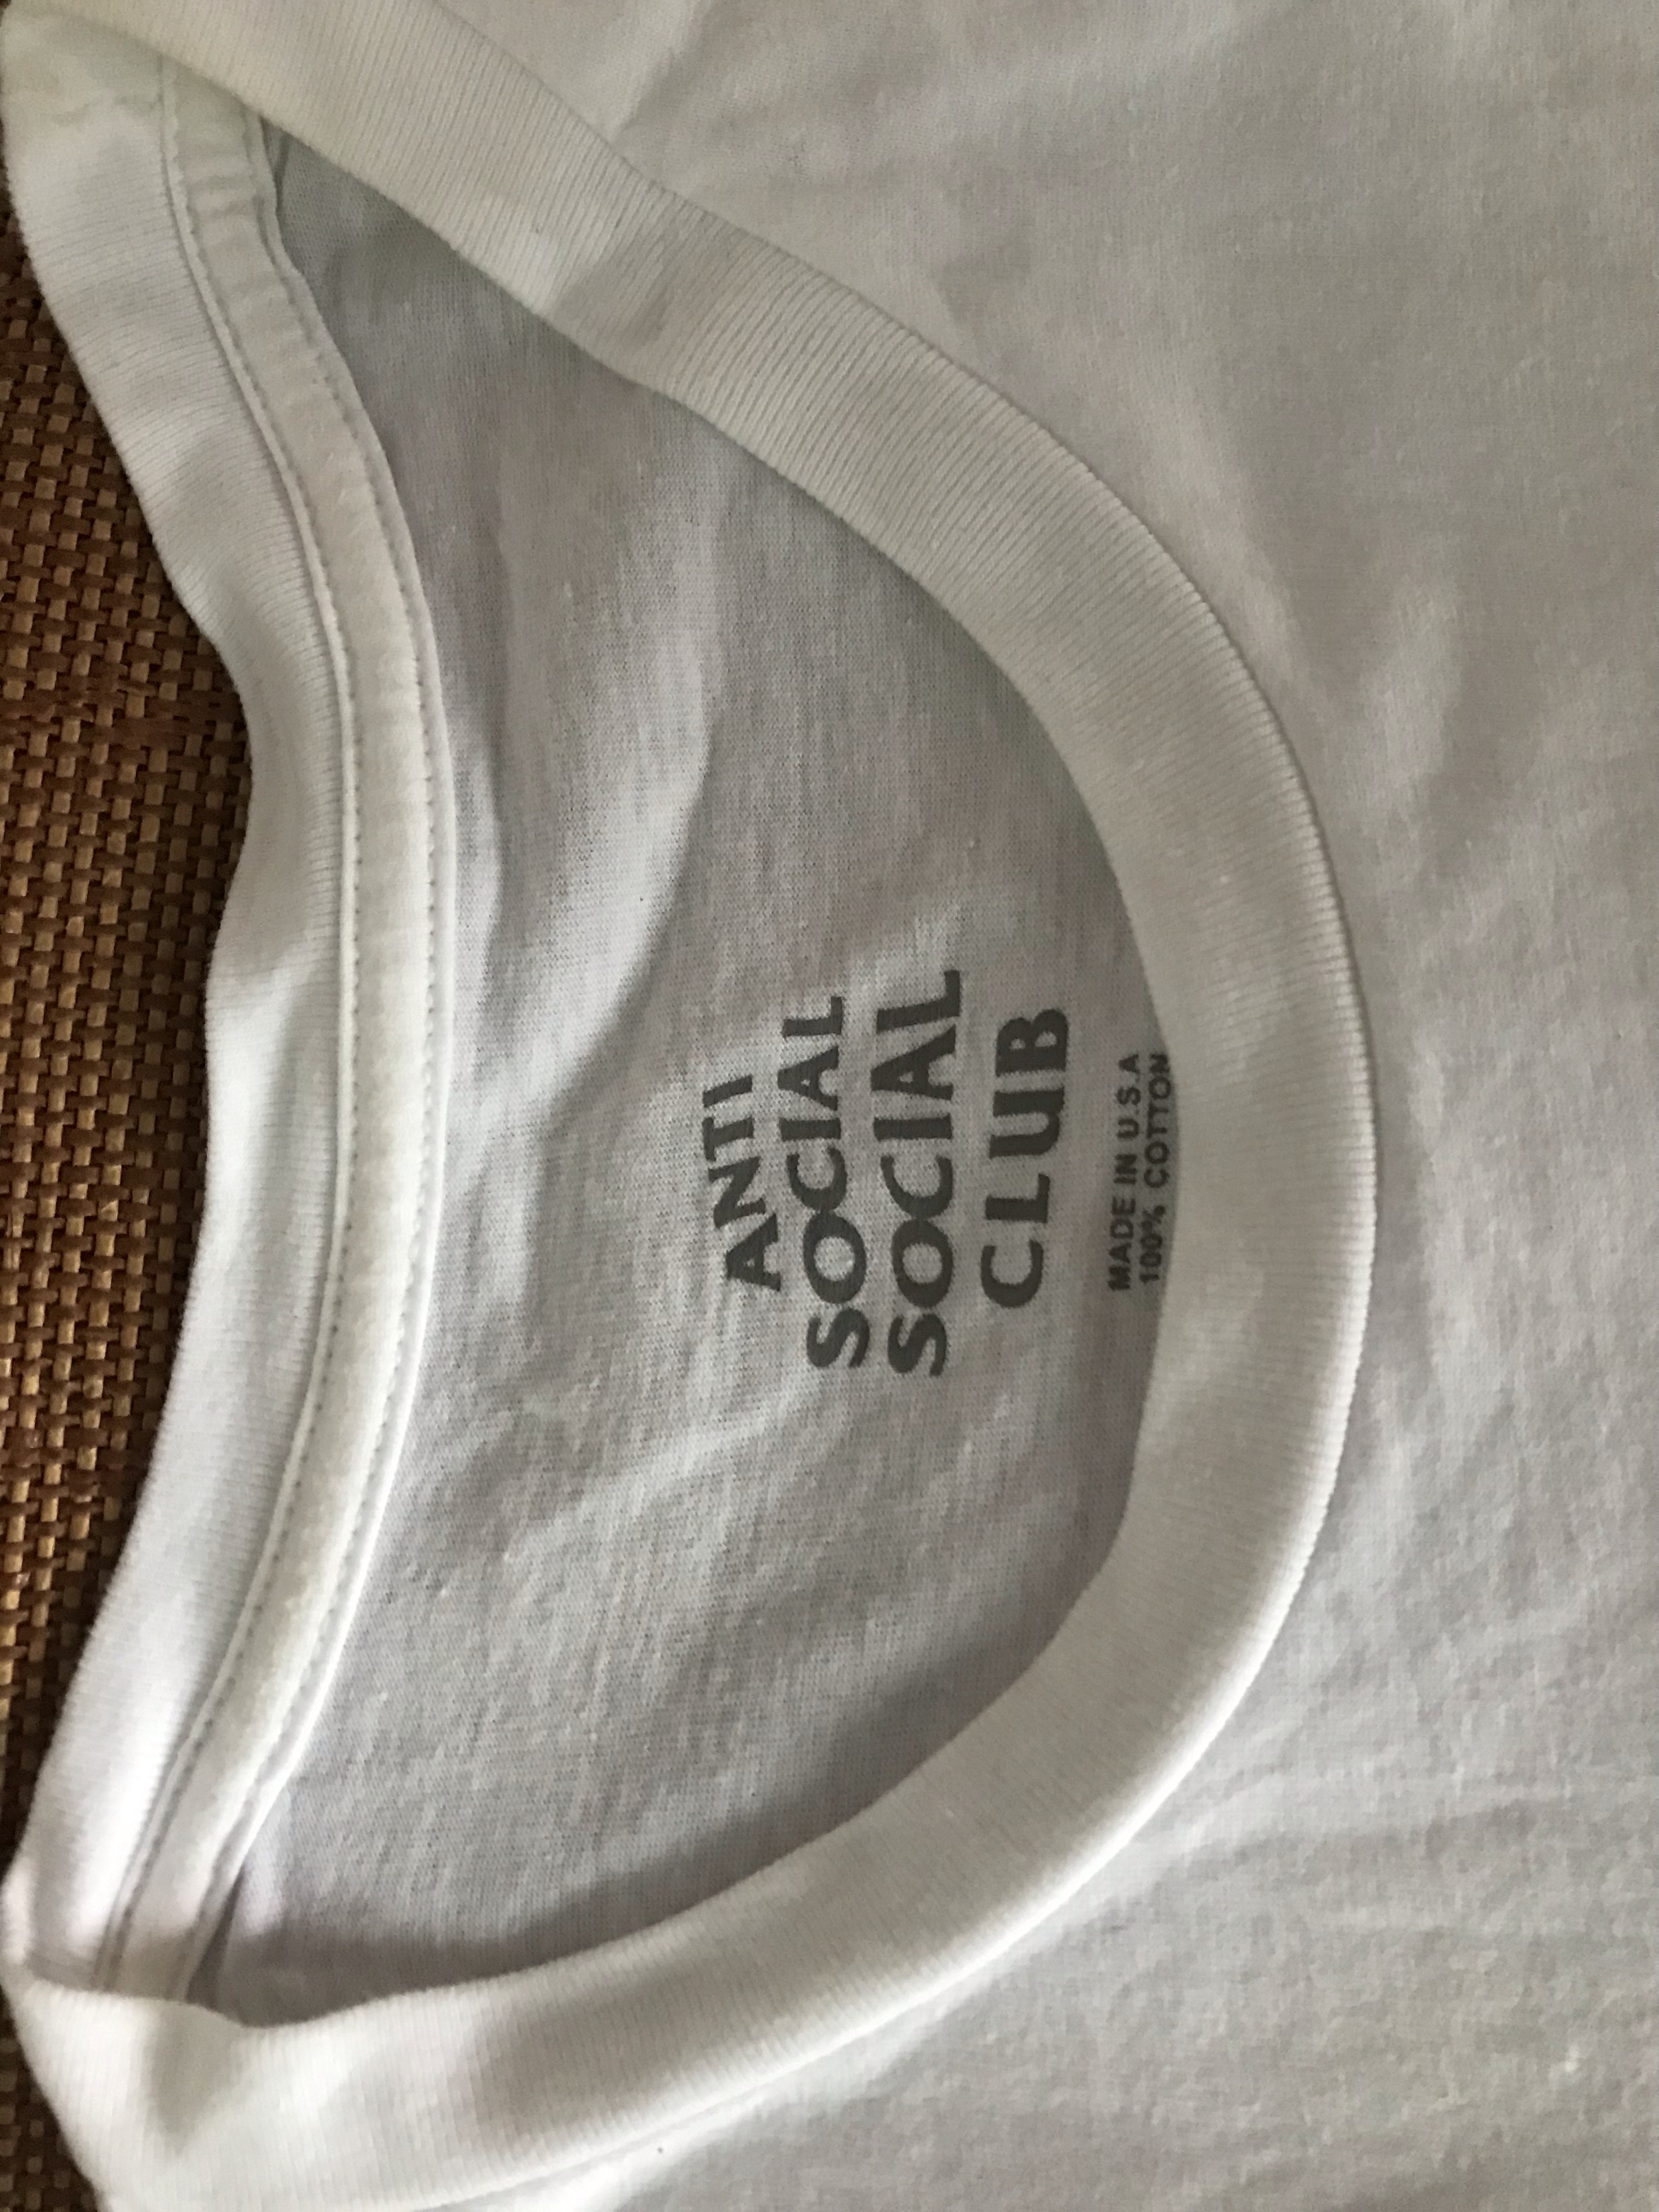 ANTI
SOCIAL
SOCIAL
CLUB
MADE IN U.S.A
100% COTTON